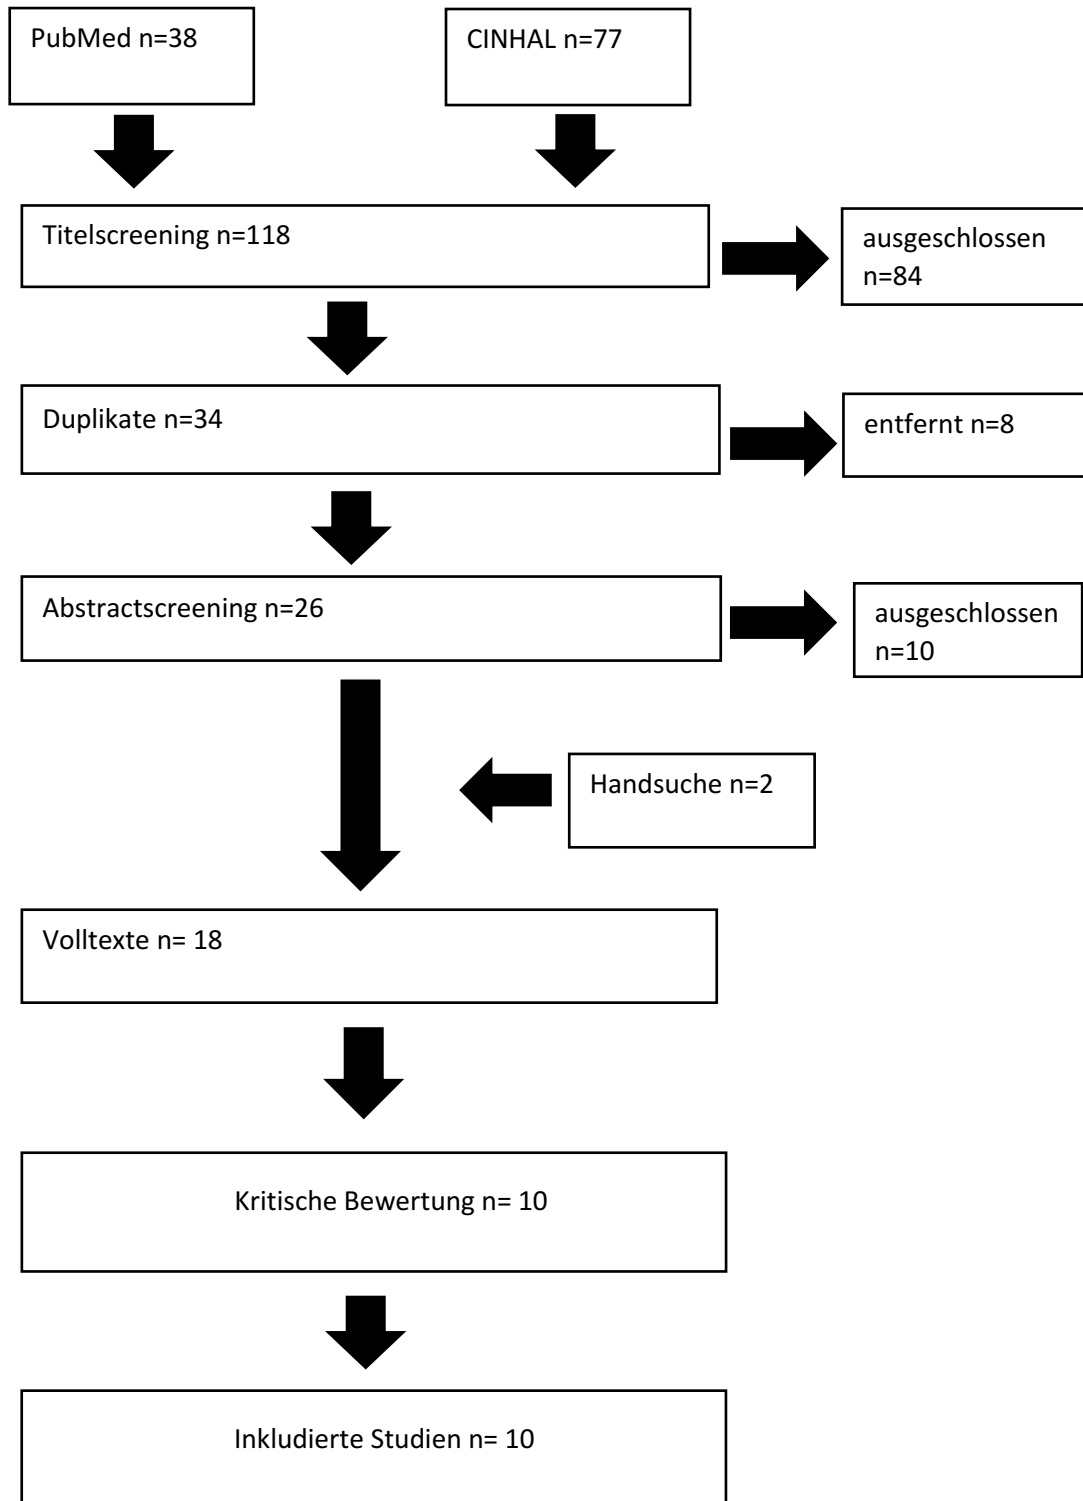 PubMed n=38
CINHAL n=77
Titelscreening n=118
ausgeschlossen
n=84
Duplikate n=34
entfernt n=8
Abstractscreening n=26
ausgeschlossen
n=10
Handsuche n=2
Volltexte n= 18
Kritische Bewertung n= 10
Inkludierte Studien n= 10